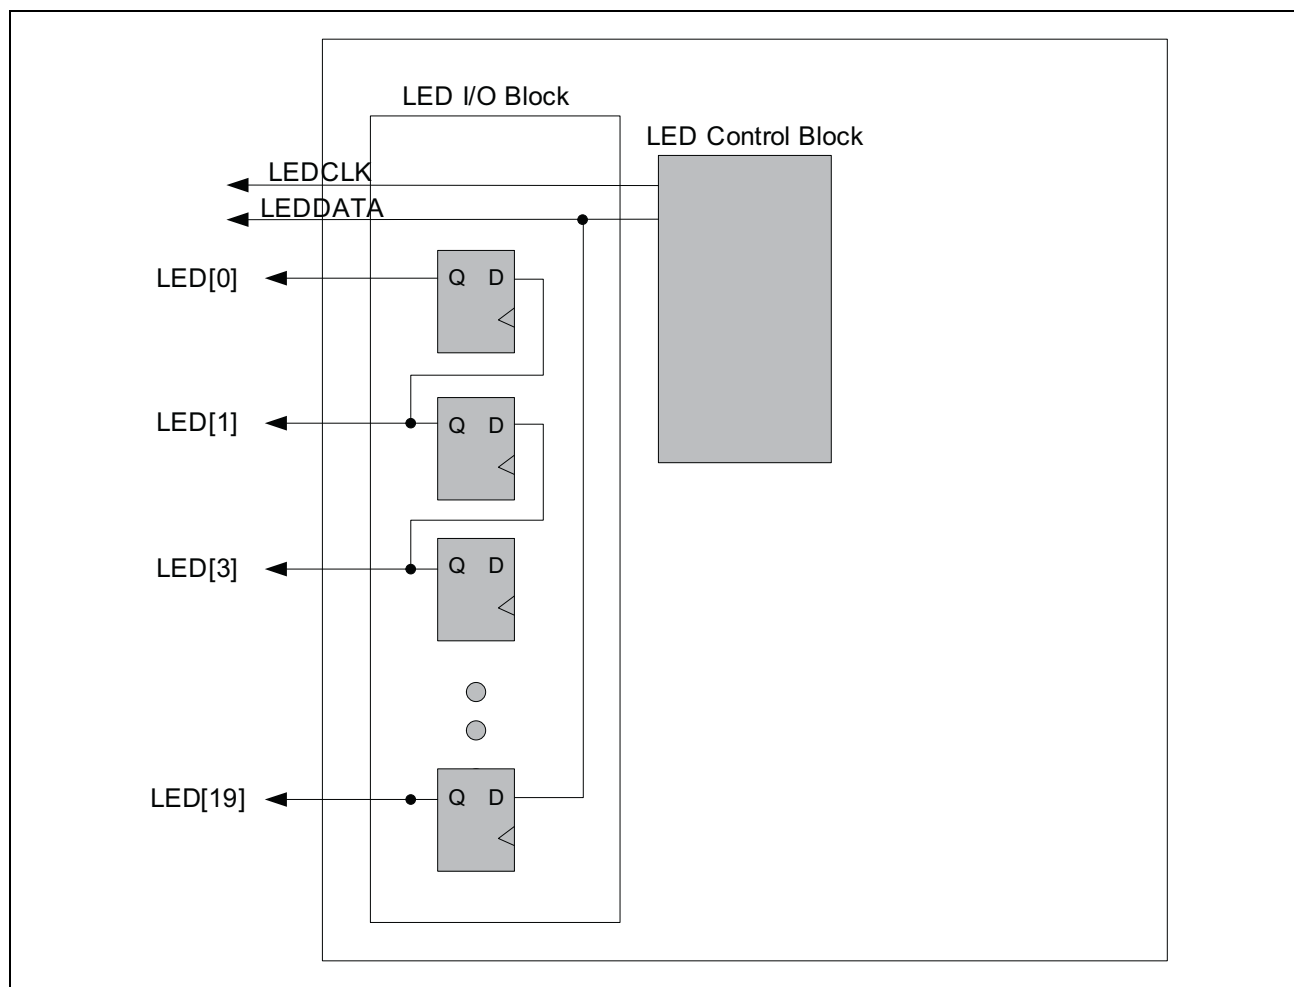 LED I/O Block
LED Control Block
LEDCLK
LEDDATA
LED[0]
Q D
LED[1]
Q D
LED[3]
Q D
LED[19]
Q D